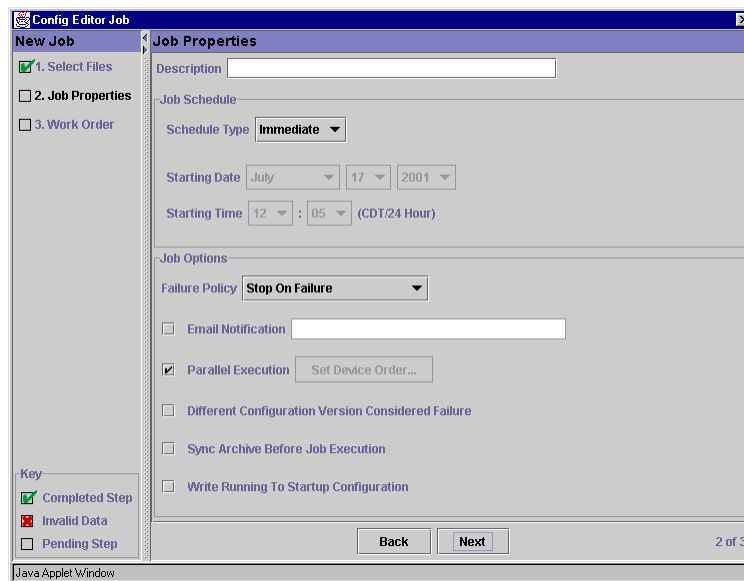 Config Editor Job
New Job
Job Properties
1. Select Files
2. Job Properties
3. Work Order
Description
Job Schedule
Schedule Type Immediate
Starting Date July 17 2001
Starting Time 12 : 05 (CDT/24 Hour)
Job Options
Failure Policy Stop On Failure
Email Notification
Parallel Execution Set Device Order...
Different Configuration Version Considered Failure
Sync Archive Before Job Execution
Write Running To Startup Configuration
Key
Completed Step
Invalid Data
Pending Step
Back Next 2 of 3
Java Applet Window